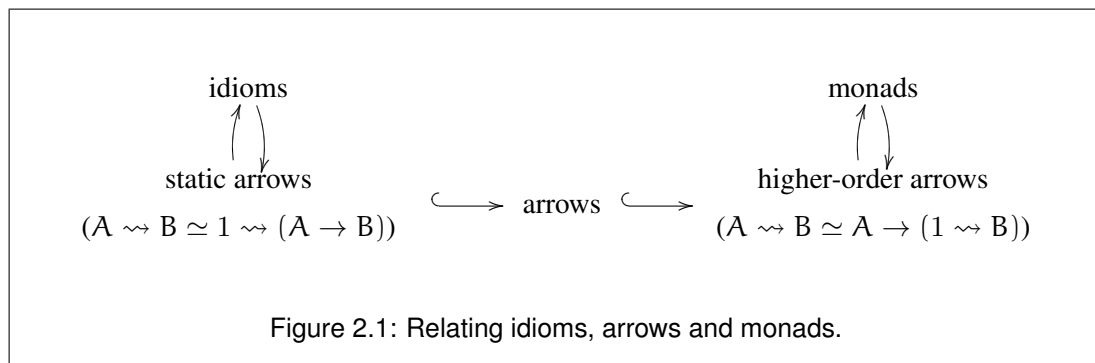 idioms
monads
static arrows
higher-order arrows
arrows
(A ⇝ B ≃ 1 ⇝ (A → B))
(A ⇝ B ≃ A → (1 ⇝ B))
Figure 2.1: Relating idioms, arrows and monads.